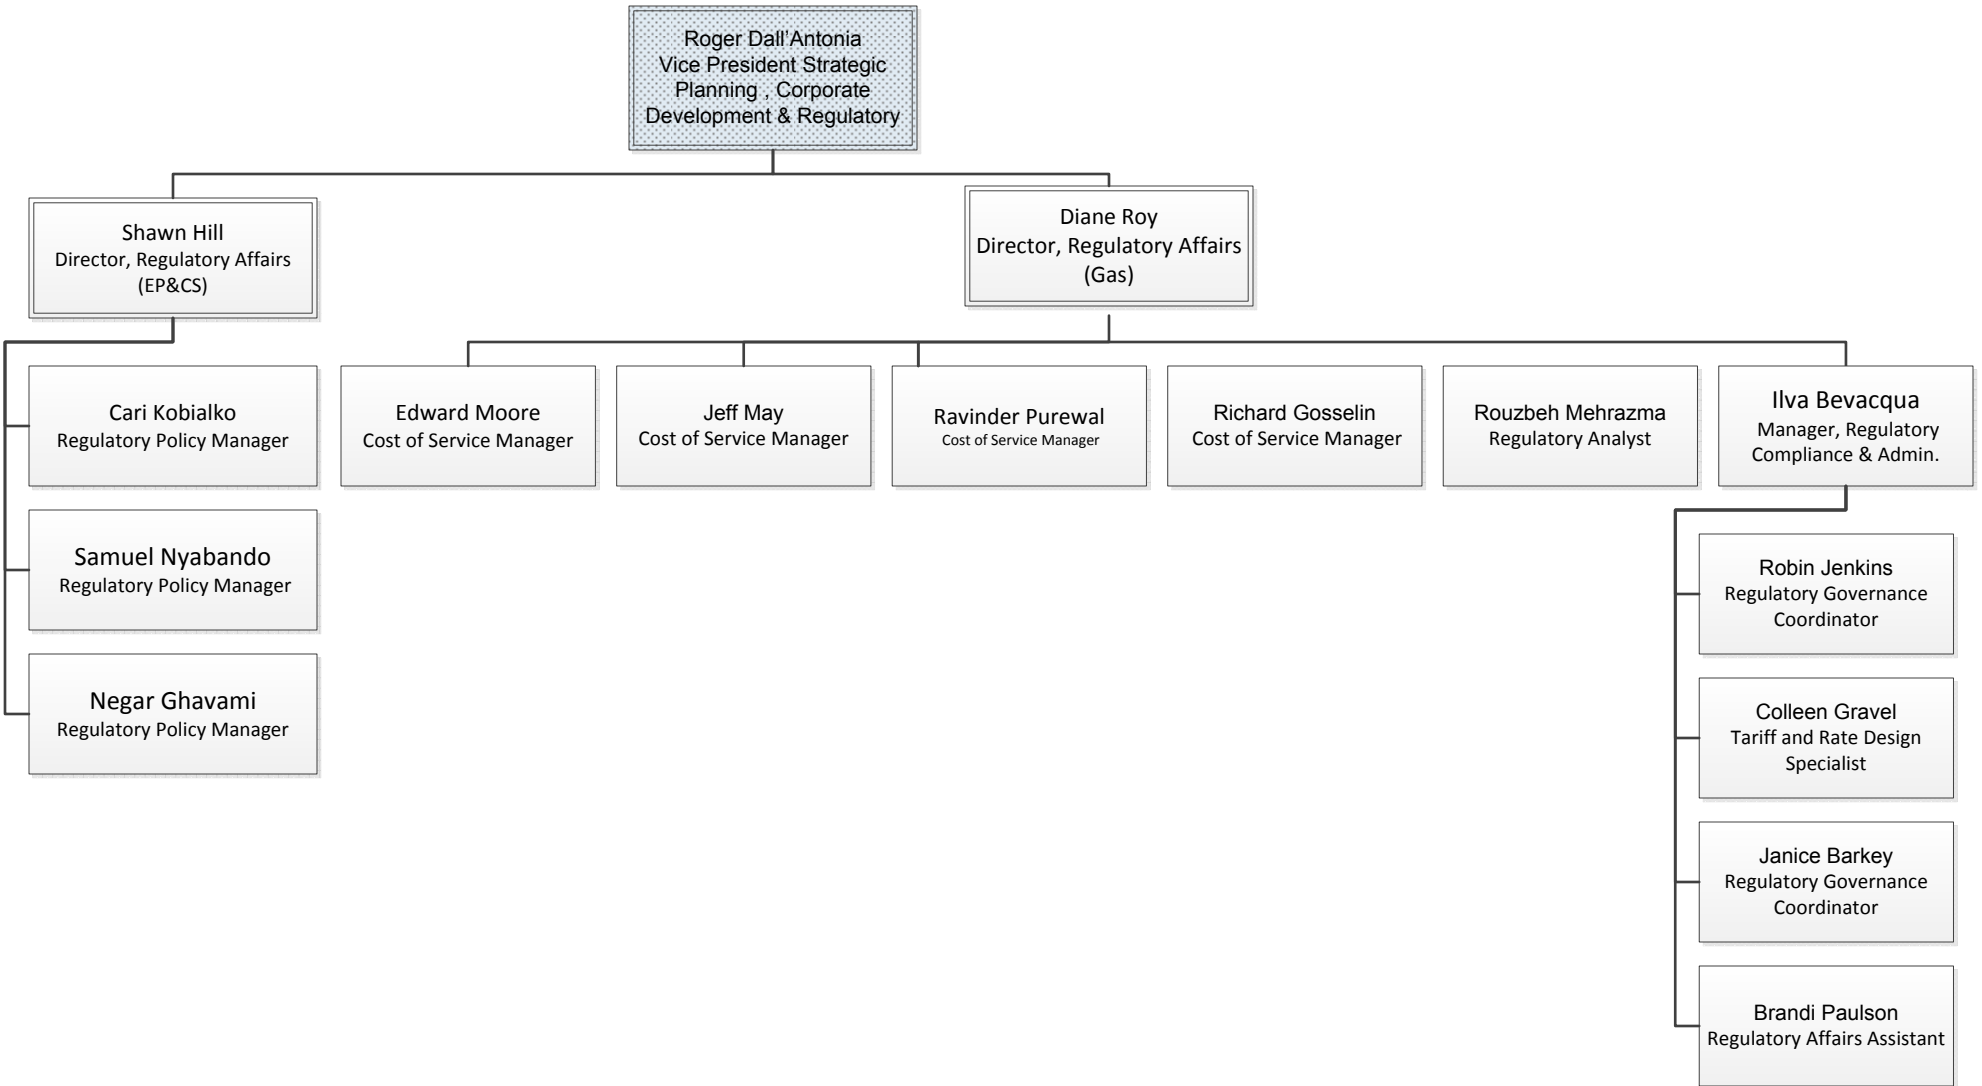 Roger Dall'Antonia
Vice President Strategic
Planning , Corporate
Development & Regulatory
Shawn Hill
Director, Regulatory Affairs
(EP&CS)
Diane Roy
Director, Regulatory Affairs
(Gas)
Cari Kobialko
Regulatory Policy Manager
Edward Moore
Cost of Service Manager
Jeff May
Cost of Service Manager
Ravinder Purewal
Cost of Service Manager
Richard Gosselin
Cost of Service Manager
Rouzbeh Mehrazma
Regulatory Analyst
Ilva Bevacqua
Manager, Regulatory
Compliance & Admin.
Samuel Nyabando
Regulatory Policy Manager
Negar Ghavami
Regulatory Policy Manager
Robin Jenkins
Regulatory Governance
Coordinator
Colleen Gravel
Tariff and Rate Design
Specialist
Janice Barkey
Regulatory Governance
Coordinator
Brandi Paulson
Regulatory Affairs Assistant